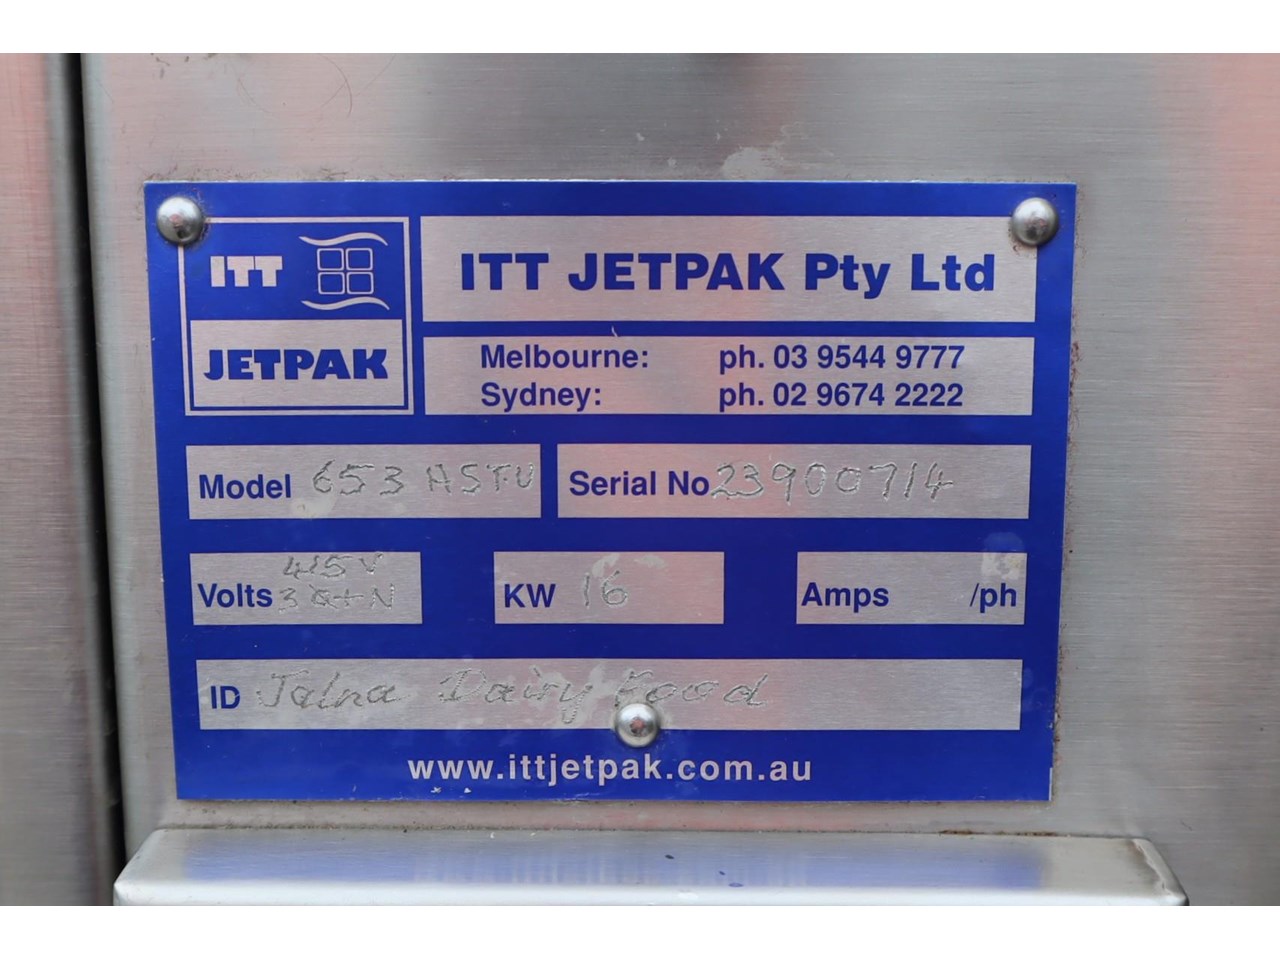 ITT
JETPAK
ITT JETPAK Pty Ltd
Melbourne: ph. 03 9544 9777
Sydney: ph. 02 9674 2222
Model 653 ASTU
Serial No 23900714
Volts 415V
3Φ+N
KW 16
Amps /ph
ID Jalna Dairy Food
www.ittjetpak.com.au